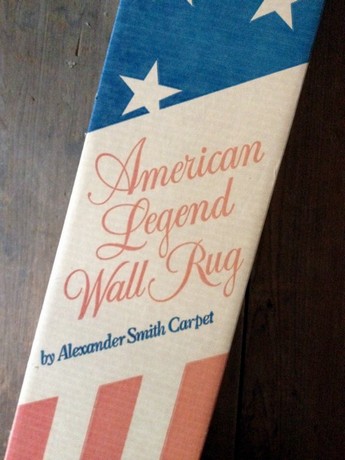 American
Legend
Wall Rug
by Alexander Smith Carpet